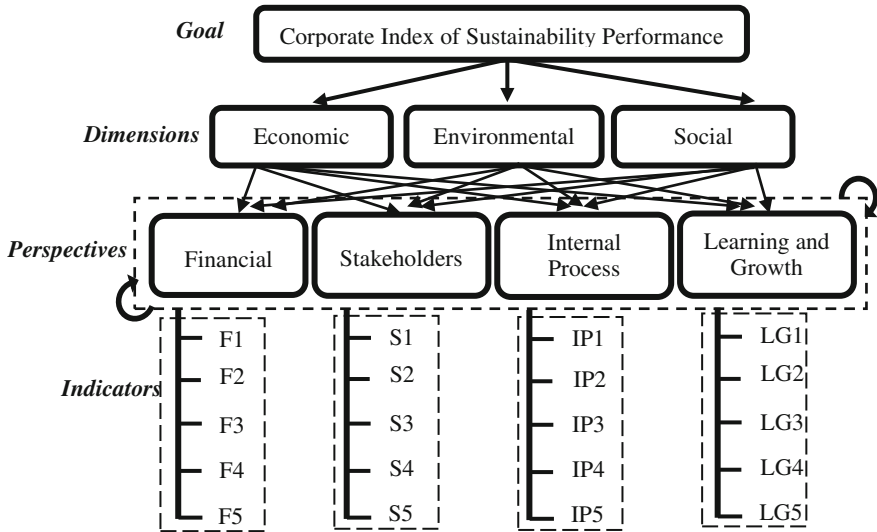 Goal
Corporate Index of Sustainability Performance
Dimensions
Economic
Environmental
Social
Perspectives
Financial
Stakeholders
Internal
Process
Learning and
Growth
Indicators
F1
F2
F3
F4
F5
S1
S2
S3
S4
S5
IP1
IP2
IP3
IP4
IP5
LG1
LG2
LG3
LG4
LG5